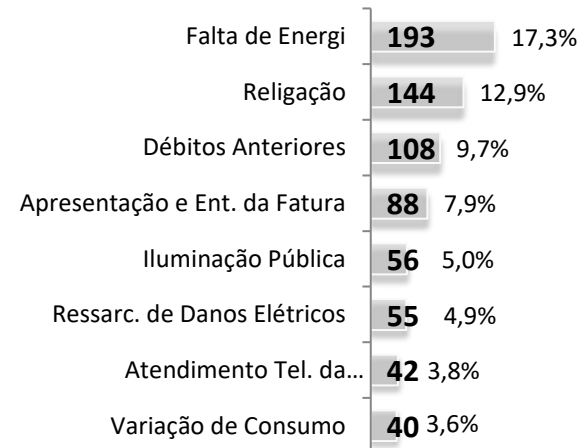 Falta de Energi 193 17,3%
Religação 144 12,9%
Débitos Anteriores 108 9,7%
Apresentação e Ent. da Fatura 88 7,9%
Iluminação Pública 56 5,0%
Ressarc. de Danos Elétricos 55 4,9%
Atendimento Tel. da... 42 3,8%
Variação de Consumo 40 3,6%